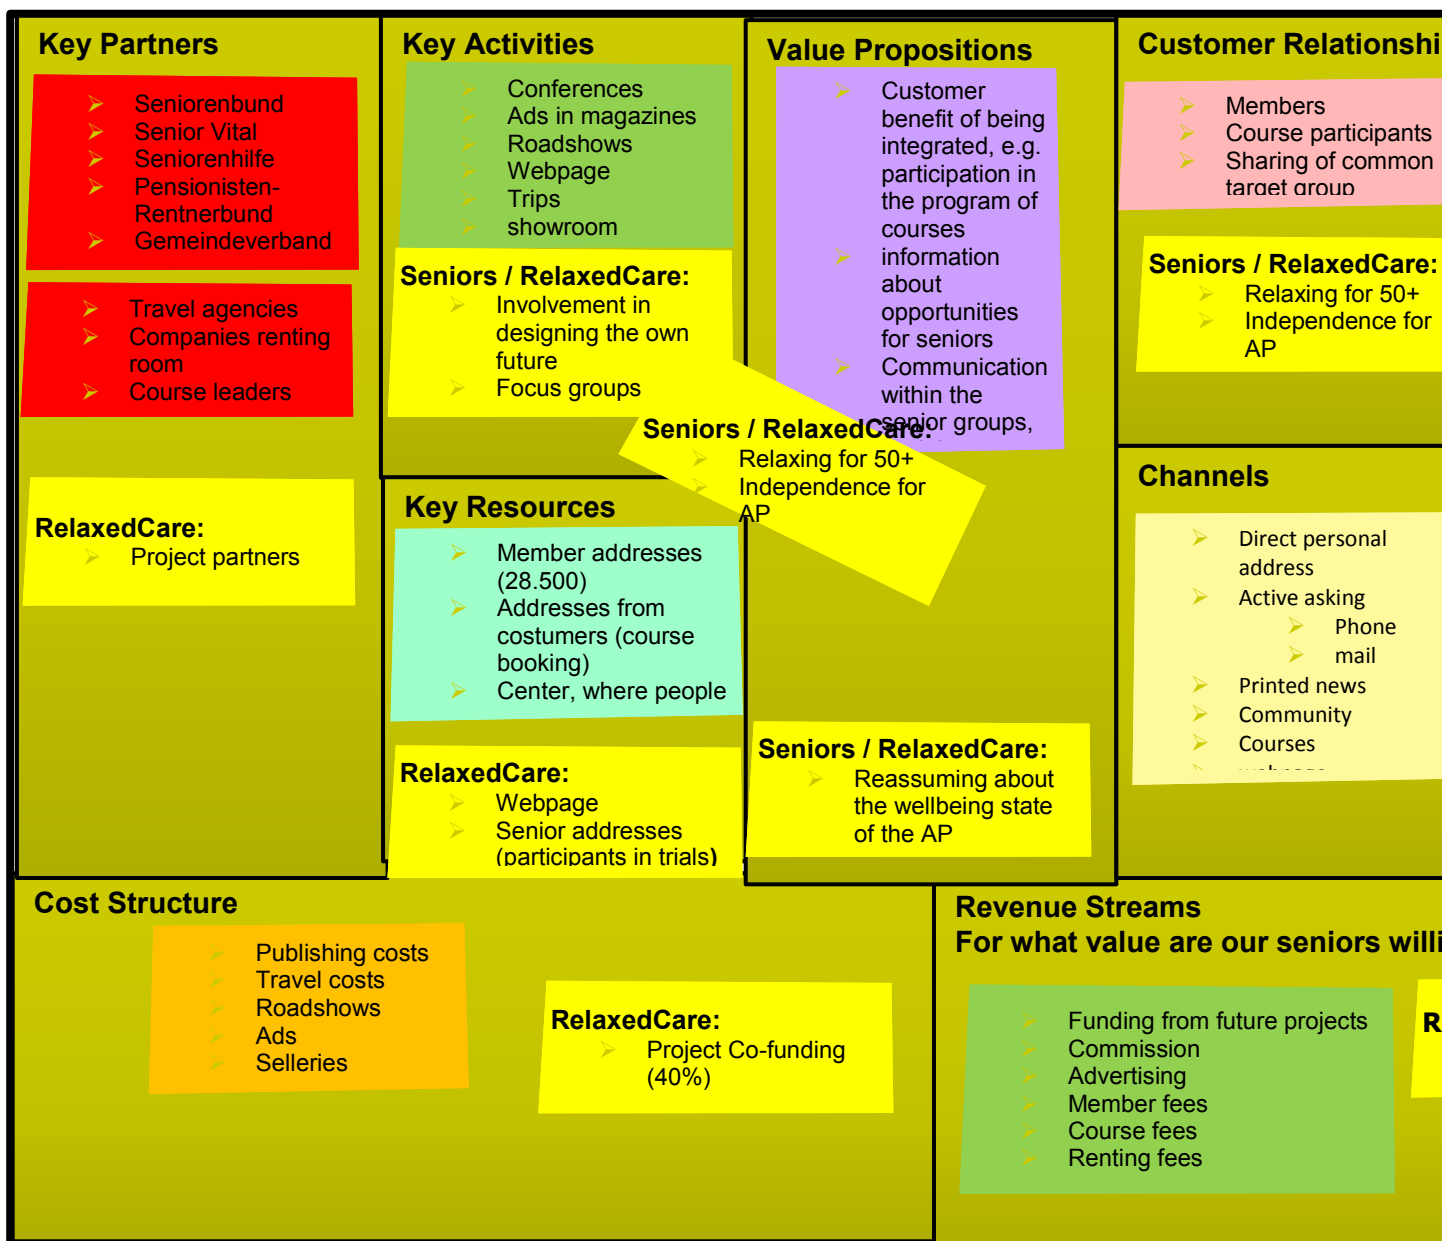 Key Partners
Seniorenbund
Senior Vital
Seniorenhilfe
Pensionisten-
Rentnerbund
Gemeindeverband
Travel agencies
Companies renting
room
Course leaders
RelaxedCare:
Project partners
Key Activities
Conferences
Ads in magazines
Roadshows
Webpage
Trips
showroom
Seniors / RelaxedCare:
Involvement in
designing the own
future
Focus groups
Key Resources
Member addresses
(28.500)
Addresses from
costumers (course
booking)
Center, where people
RelaxedCare:
Webpage
Senior addresses
(participants in trials)
Value Propositions
Customer
benefit of being
integrated, e.g.
participation in
the program of
courses
information
about
opportunities
for seniors
Communication
within the
senior groups,
Seniors / RelaxedCare:
Relaxing for 50+
Independence for
AP
Seniors / RelaxedCare:
Reassuming about
the wellbeing state
of the AP
Customer Relationshi
Members
Course participants
Sharing of common
target group
Seniors / RelaxedCare:
Relaxing for 50+
Independence for
AP
Channels
Direct personal
address
Active asking
Phone
mail
Printed news
Community
Courses
Cost Structure
Publishing costs
Travel costs
Roadshows
Ads
Selleries
RelaxedCare:
Project Co-funding
(40%)
Revenue Streams
For what value are our seniors willi
Funding from future projects
Commission
Advertising
Member fees
Course fees
Renting fees
R